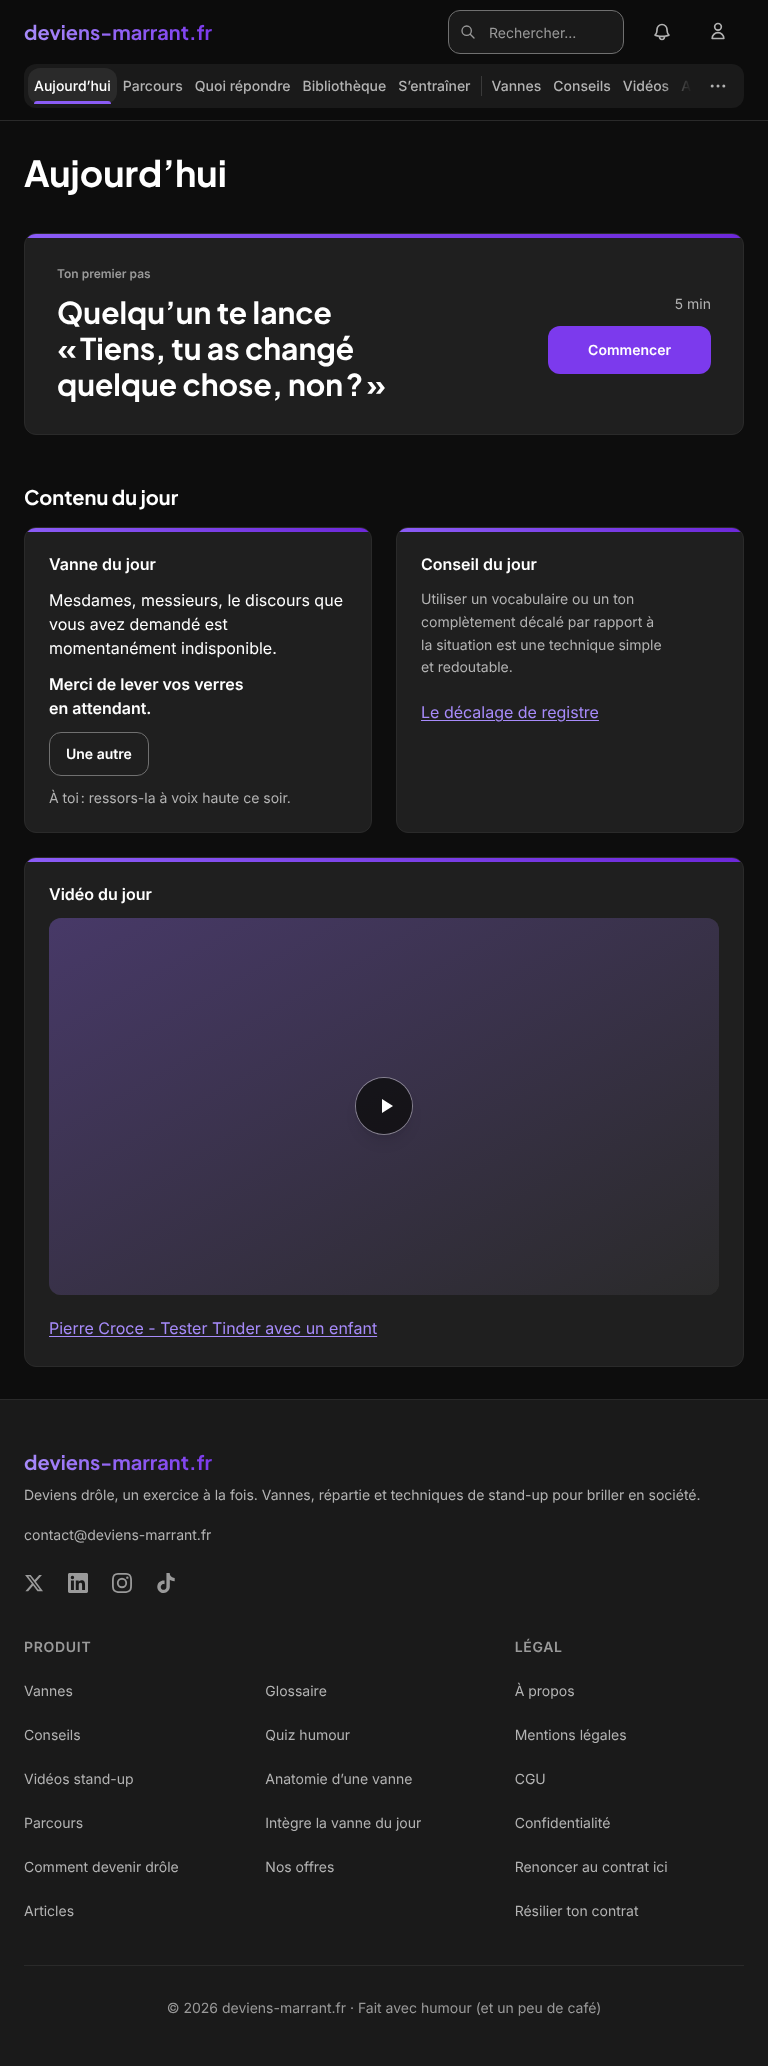 deviens-marrant.fr
Rechercher...
Aujourd’hui Parcours Quoi répondre Bibliothèque S’entraîner Vannes Conseils Vidéos
Aujourd’hui
Ton premier pas
Quelqu’un te lance
« Tiens, tu as changé
quelque chose, non ? »
5 min
Commencer
Contenu du jour
Vanne du jour
Mesdames, messieurs, le discours que
vous avez demandé est
momentanément indisponible.
Merci de lever vos verres
en attendant.
Une autre
À toi : ressors-la à voix haute ce soir.
Conseil du jour
Utiliser un vocabulaire ou un ton
complètement décalé par rapport à
la situation est une technique simple
et redoutable.
Le décalage de registre
Vidéo du jour
Pierre Croce - Tester Tinder avec un enfant
deviens-marrant.fr
Deviens drôle, un exercice à la fois. Vannes, répartie et techniques de stand-up pour briller en société.
contact@deviens-marrant.fr
PRODUIT
Vannes
Conseils
Vidéos stand-up
Parcours
Comment devenir drôle
Articles
Glossaire
Quiz humour
Anatomie d’une vanne
Intègre la vanne du jour
Nos offres
LÉGAL
À propos
Mentions légales
CGU
Confidentialité
Renoncer au contrat ici
Résilier ton contrat
© 2026 deviens-marrant.fr · Fait avec humour (et un peu de café)